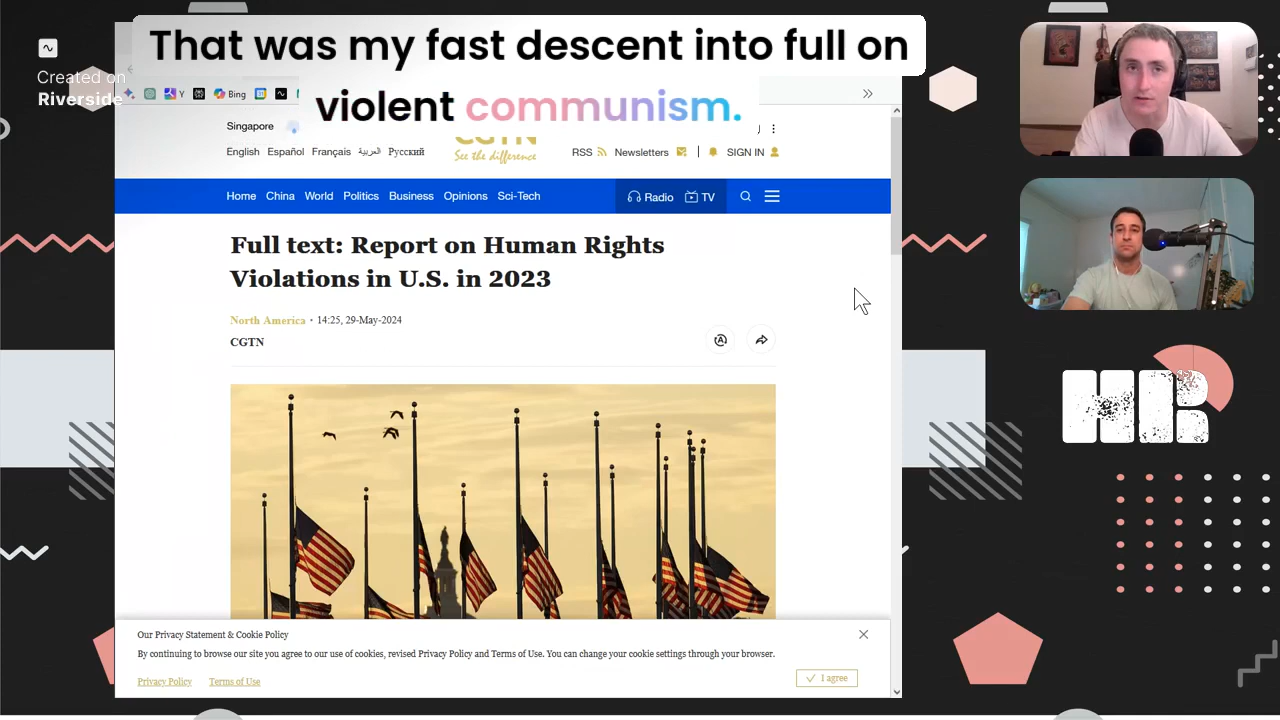 That was my fast descent into full on
violent communism.
Created on
Riverside
Y
Bing
Singapore
English Español Français العربية Русский
CGTN
See the difference
RSS Newsletters SIGN IN
Home China World Politics Business Opinions Sci-Tech Radio TV
Full text: Report on Human Rights
Violations in U.S. in 2023
North America • 14:25, 29-May-2024
CGTN
HR
Our Privacy Statement & Cookie Policy
By continuing to browse our site you agree to our use of cookies, revised Privacy Policy and Terms of Use. You can change your cookie settings through your browser.
Privacy Policy Terms of Use
I agree